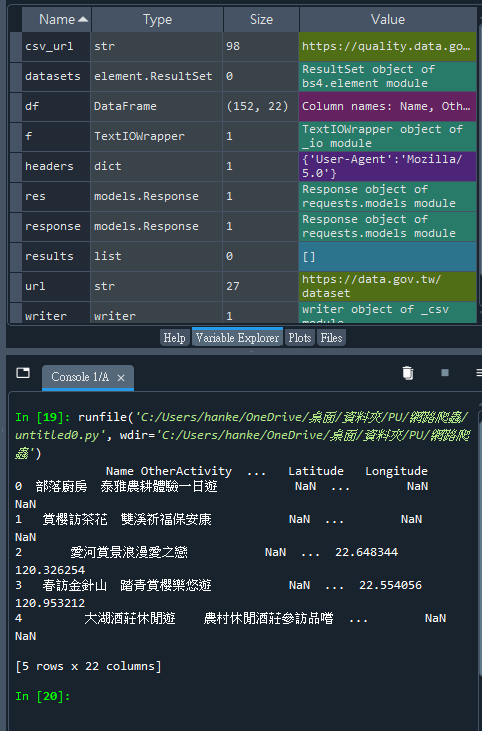 Name Type Size Value
csv_url str 98 https://quality.data.go…
datasets element.ResultSet 0 ResultSet object of
bs4.element module
df DataFrame (152, 22) Column names: Name, Oth…
f TextIOWrapper 1 TextIOWrapper object of
_io module
headers dict 1 {'User-Agent':'Mozilla/
5.0'}
res models.Response 1 Response object of
requests.models module
response models.Response 1 Response object of
requests.models module
results list 0 []
url str 27 https://data.gov.tw/
dataset
writer writer 1 writer object of _csv
module
Help Variable Explorer Plots Files
Console 1/A ×
In [19]: runfile('C:/Users/hanke/OneDrive/桌面/資料夾/PU/網路爬蟲/
untitled0.py', wdir='C:/Users/hanke/OneDrive/桌面/資料夾/PU/網路爬
蟲')
Name OtherActivity ... Latitude Longitude
0 部落廚房 泰雅農耕體驗一日遊 NaN ... NaN
NaN
1 賞櫻訪茶花 雙溪祈福保安康 NaN ... NaN
NaN
2 愛河賞景浪漫愛之戀 NaN ... 22.648344
120.326254
3 春訪金針山 踏青賞櫻樂悠遊 NaN ... 22.554056
120.953212
4 大湖酒莊休閒遊 農村休閒酒莊參訪品嚐 ... NaN
NaN
[5 rows x 22 columns]
In [20]: